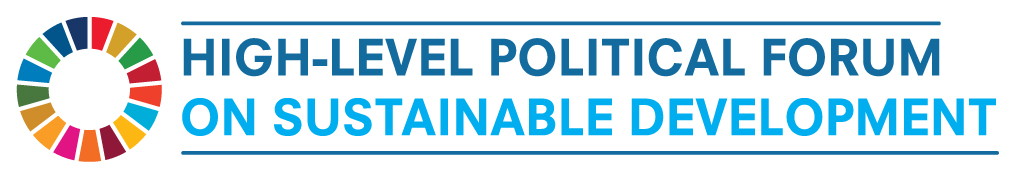 HIGH-LEVEL POLITICAL FORUM
ON SUSTAINABLE DEVELOPMENT